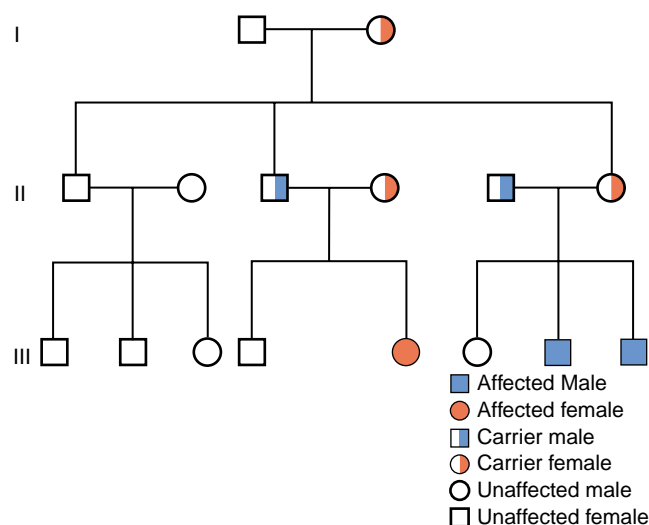 I
II
III
Affected Male
Affected female
Carrier male
Carrier female
Unaffected male
Unaffected female